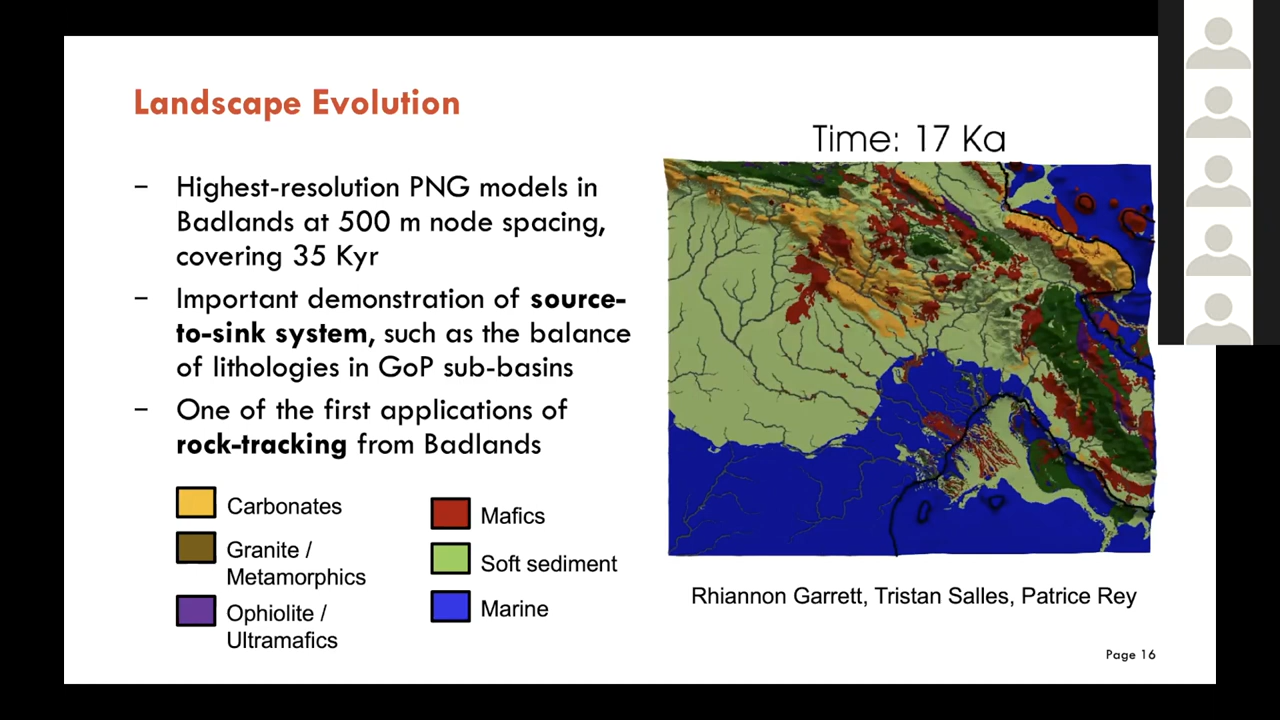 Landscape Evolution
Time: 17 Ka
– Highest-resolution PNG models in
Badlands at 500 m node spacing,
covering 35 Kyr
– Important demonstration of source-
to-sink system, such as the balance
of lithologies in GoP sub-basins
– One of the first applications of
rock-tracking from Badlands
Carbonates
Granite /
Metamorphics
Ophiolite /
Ultramafics
Mafics
Soft sediment
Marine
Rhiannon Garrett, Tristan Salles, Patrice Rey
Page 16